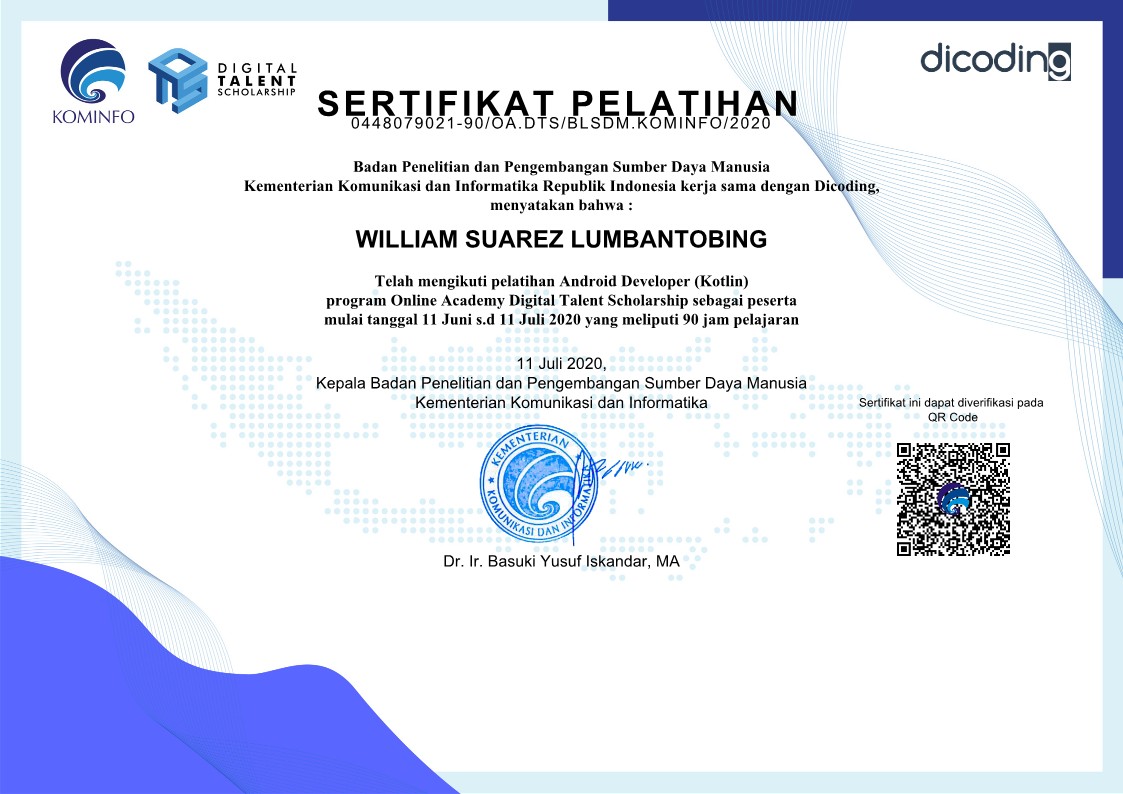 KOMINFO
DIGITAL
TALENT
SCHOLARSHIP
dicoding
SERTIFIKAT PELATIHAN
0448079021-90/OA.DTS/BLSDM.KOMINFO/2020
Badan Penelitian dan Pengembangan Sumber Daya Manusia
Kementerian Komunikasi dan Informatika Republik Indonesia kerja sama dengan Dicoding,
menyatakan bahwa :
WILLIAM SUAREZ LUMBANTOBING
Telah mengikuti pelatihan Android Developer (Kotlin)
program Online Academy Digital Talent Scholarship sebagai peserta
mulai tanggal 11 Juni s.d 11 Juli 2020 yang meliputi 90 jam pelajaran
11 Juli 2020,
Kepala Badan Penelitian dan Pengembangan Sumber Daya Manusia
Kementerian Komunikasi dan Informatika
Sertifikat ini dapat diverifikasi pada
QR Code
KEMENTERIAN
KOMUNIKASI DAN INFORMATIKA
Dr. Ir. Basuki Yusuf Iskandar, MA